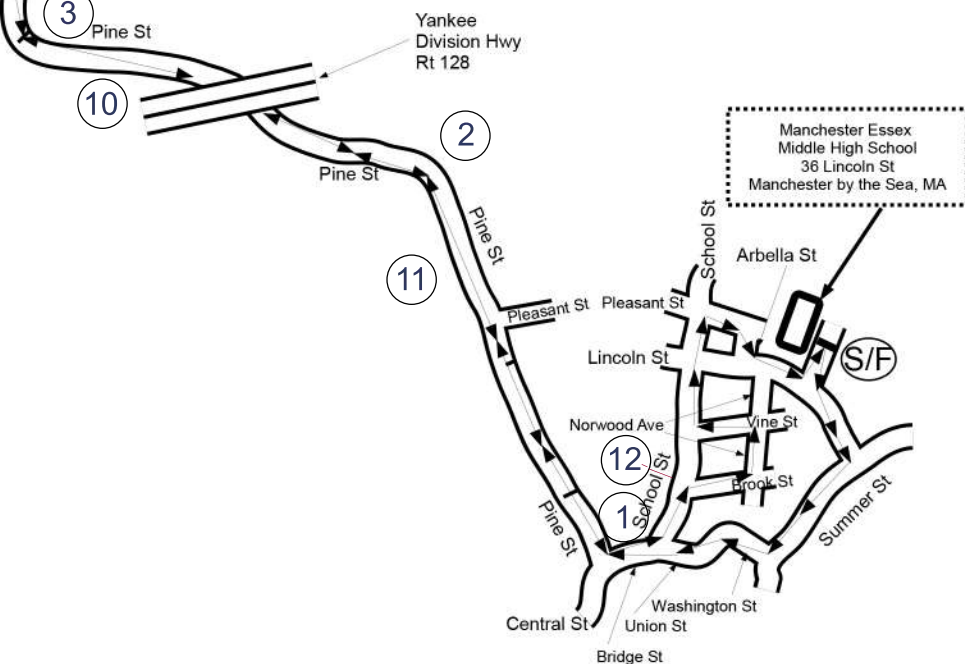 3
Pine St
Yankee
Division Hwy
Rt 128
10
2
Pine St
Manchester Essex
Middle High School
36 Lincoln St
Manchester by the Sea, MA
Pine St
School St
Arbella St
11
Pleasant St
Pleasant St
Lincoln St
S/F
Norwood Ave
Vine St
12
School St
Brook St
1
Pine St
Summer St
Central St
Washington St
Union St
Bridge St